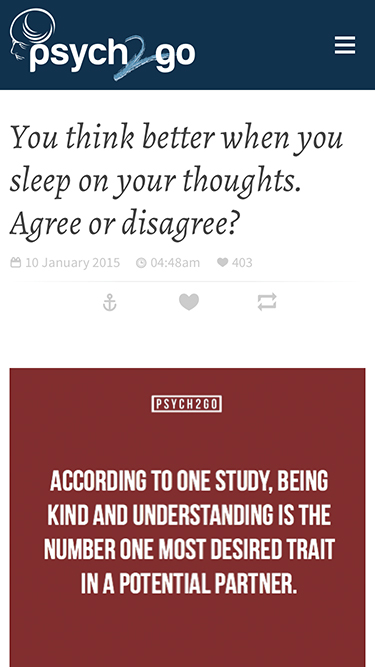 psych2go
You think better when you
sleep on your thoughts.
Agree or disagree?
10 January 2015 04:48am 403
PSYCH2GO
ACCORDING TO ONE STUDY, BEING
KIND AND UNDERSTANDING IS THE
NUMBER ONE MOST DESIRED TRAIT
IN A POTENTIAL PARTNER.